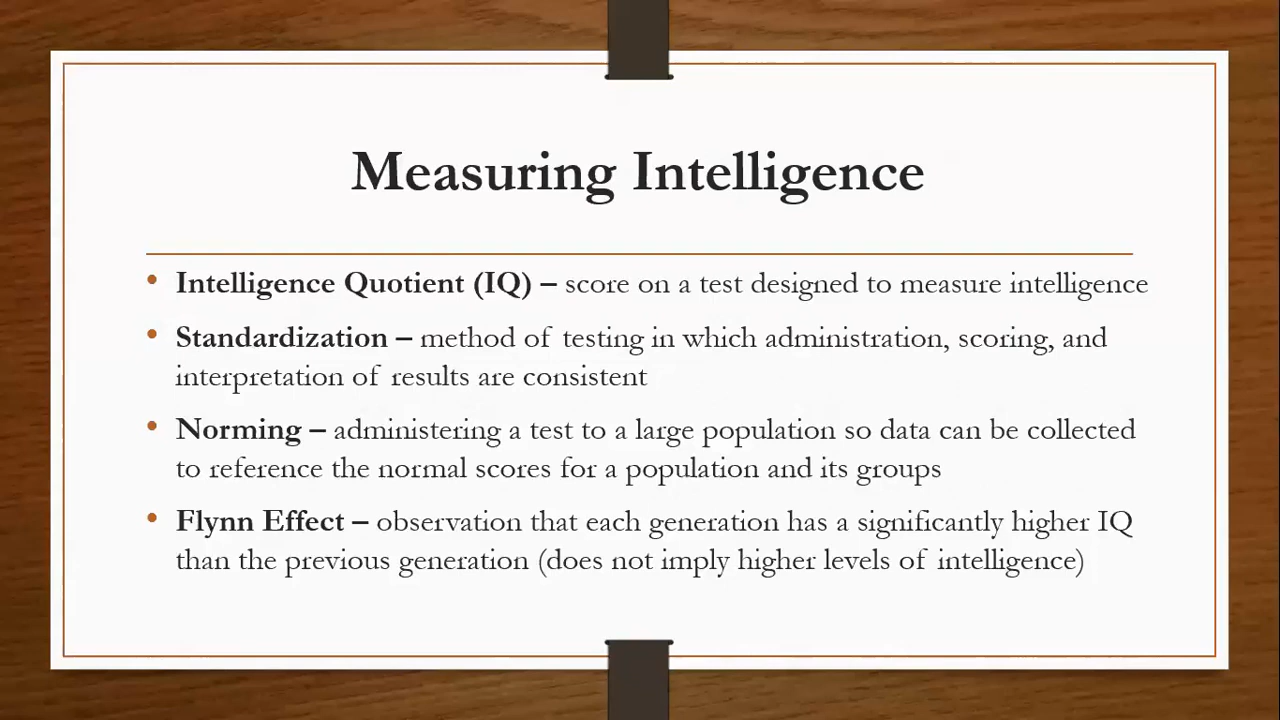 Measuring Intelligence
• Intelligence Quotient (IQ) – score on a test designed to measure intelligence
• Standardization – method of testing in which administration, scoring, and
interpretation of results are consistent
• Norming – administering a test to a large population so data can be collected
to reference the normal scores for a population and its groups
• Flynn Effect – observation that each generation has a significantly higher IQ
than the previous generation (does not imply higher levels of intelligence)